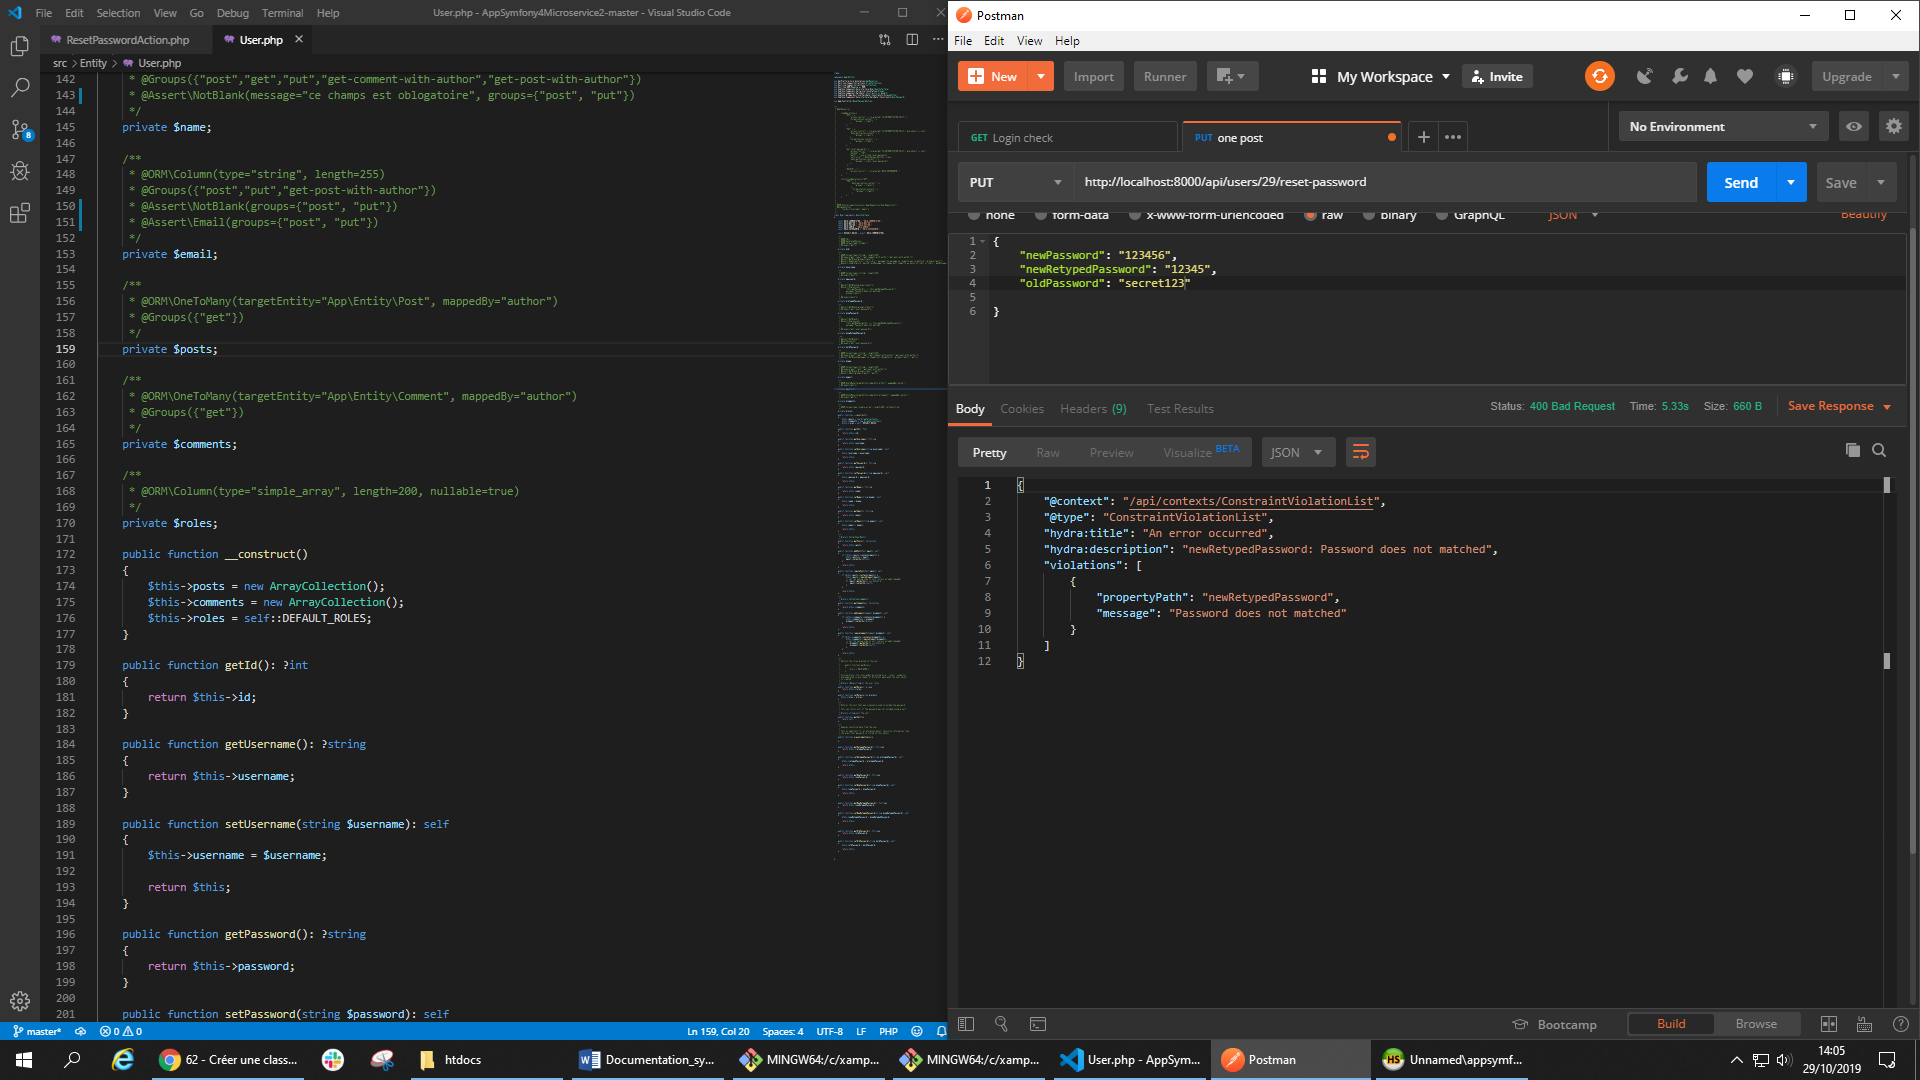 File Edit Selection View Go Debug Terminal Help
User.php - AppSymfony4Microservice2-master - Visual Studio Code
ResetPasswordAction.php
User.php
src > Entity > User.php
142 * @Groups({"post","get","put","get-comment-with-author","get-post-with-author"})
143 * @Assert\NotBlank(message="ce champs est oblogatoire", groups={"post", "put"})
144 */
145 private $name;
146
147 /**
148 * @ORM\Column(type="string", length=255)
149 * @Groups({"post","put","get-post-with-author"})
150 * @Assert\NotBlank(groups={"post", "put"})
151 * @Assert\Email(groups={"post", "put"})
152 */
153 private $email;
154
155 /**
156 * @ORM\OneToMany(targetEntity="App\Entity\Post", mappedBy="author")
157 * @Groups({"get"})
158 */
159 private $posts;
160
161 /**
162 * @ORM\OneToMany(targetEntity="App\Entity\Comment", mappedBy="author")
163 * @Groups({"get"})
164 */
165 private $comments;
166
167 /**
168 * @ORM\Column(type="simple_array", length=200, nullable=true)
169 */
170 private $roles;
171
172 public function __construct()
173 {
174 $this->posts = new ArrayCollection();
175 $this->comments = new ArrayCollection();
176 $this->roles = self::DEFAULT_ROLES;
177 }
178
179 public function getId(): ?int
180 {
181 return $this->id;
182 }
183
184 public function getUsername(): ?string
185 {
186 return $this->username;
187 }
188
189 public function setUsername(string $username): self
190 {
191 $this->username = $username;
192
193 return $this;
194 }
195
196 public function getPassword(): ?string
197 {
198 return $this->password;
199 }
200
201 public function setPassword(string $password): self
8
master* 0 0
Ln 159, Col 20 Spaces: 4 UTF-8 LF PHP
Postman
File Edit View Help
New Import Runner My Workspace Invite Upgrade
GET Login check
PUT one post
No Environment
PUT http://localhost:8000/api/users/29/reset-password Send Save
none form-data x-www-form-urlencoded raw binary GraphQL JSON Beautify
1 {
2 "newPassword": "123456",
3 "newRetypedPassword": "12345",
4 "oldPassword": "secret123"
5
6 }
Body Cookies Headers (9) Test Results
Status: 400 Bad Request Time: 5.33s Size: 660 B Save Response
Pretty Raw Preview Visualize BETA JSON
1 {
2 "@context": "/api/contexts/ConstraintViolationList",
3 "@type": "ConstraintViolationList",
4 "hydra:title": "An error occurred",
5 "hydra:description": "newRetypedPassword: Password does not matched",
6 "violations": [
7 {
8 "propertyPath": "newRetypedPassword",
9 "message": "Password does not matched"
10 }
11 ]
12 }
Bootcamp Build Browse
62 - Créer une class...
htdocs
Documentation_sy...
MINGW64:/c/xamp...
MINGW64:/c/xamp...
User.php - AppSym...
Postman
HS Unnamed\appsymf...
14:05
29/10/2019